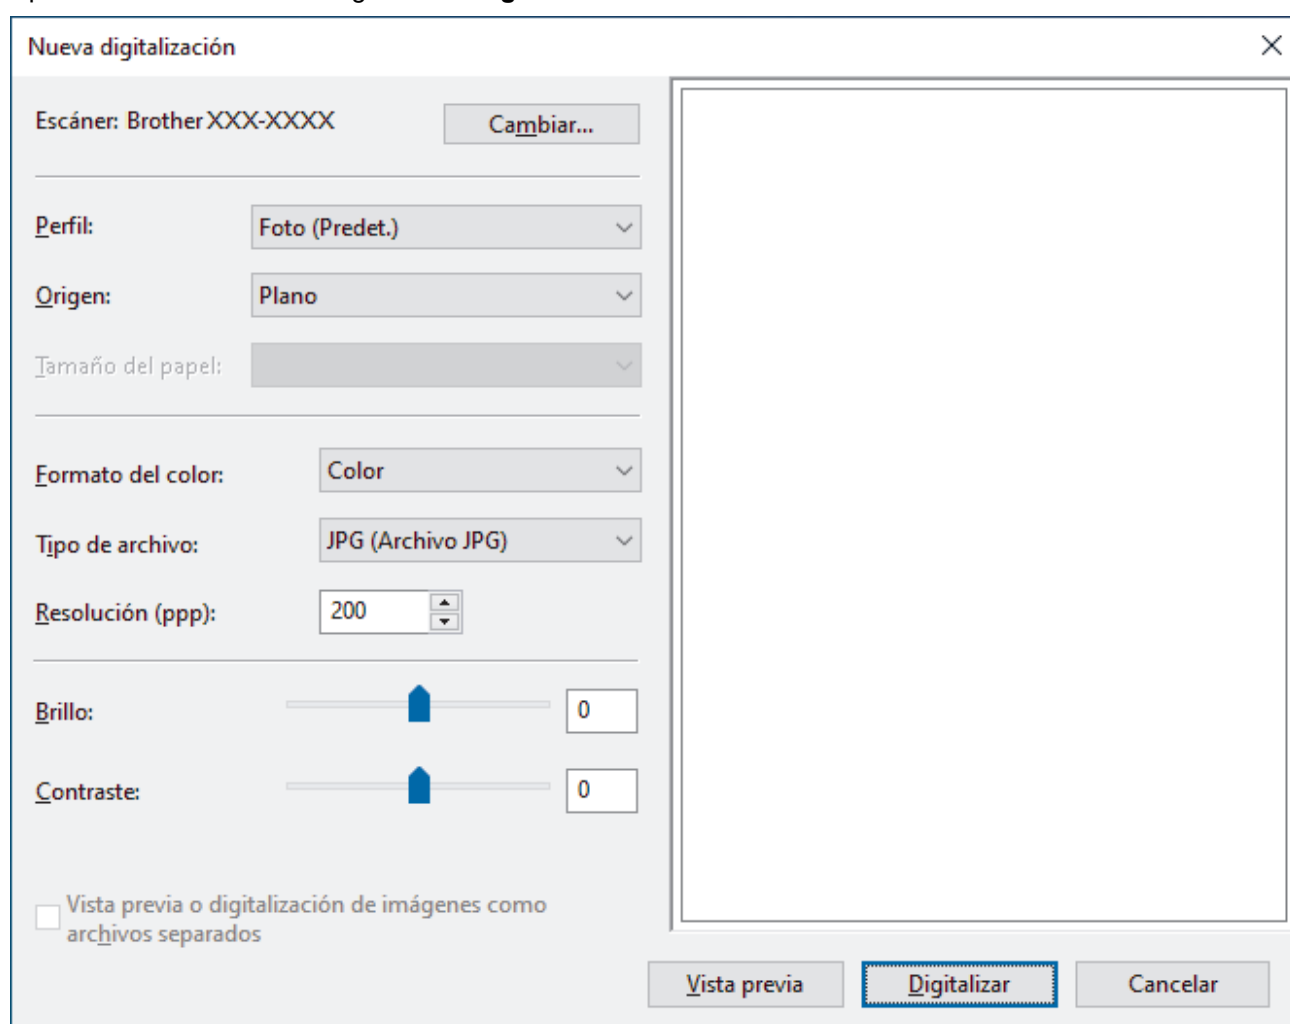 Nueva digitalización
Escáner: Brother XXX-XXXX
Cambiar...
Perfil:
Foto (Predet.)
Origen:
Plano
Tamaño del papel:
Formato del color:
Color
Tipo de archivo:
JPG (Archivo JPG)
Resolución (ppp):
200
Brillo:
0
Contraste:
0
Vista previa o digitalización de imágenes como
archivos separados
Vista previa
Digitalizar
Cancelar